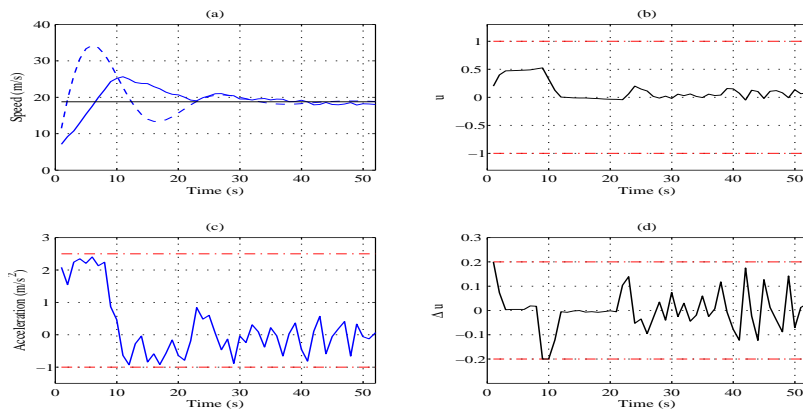 (a)
40
30
20
10
0
Speed (m/s)
0 10 20 30 40 50
Time (s)
(b)
1
0.5
0
−0.5
−1
u
0 10 20 30 40 50
Time (s)
(c)
3
2
1
0
−1
Acceleration (m/s²)
0 10 20 30 40 50
Time (s)
(d)
0.3
0.2
0.1
0
−0.1
−0.2
−0.3
Δ u
0 10 20 30 40 50
Time (s)